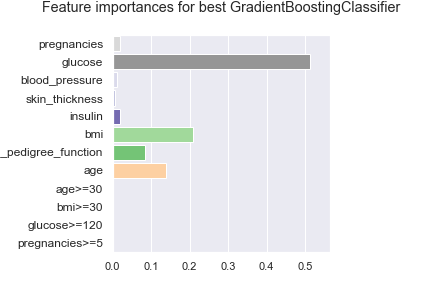 Feature importances for best GradientBoostingClassifier
pregnancies
glucose
blood_pressure
skin_thickness
insulin
bmi
_pedigree_function
age
age>=30
bmi>=30
glucose>=120
pregnancies>=5
0.0 0.1 0.2 0.3 0.4 0.5